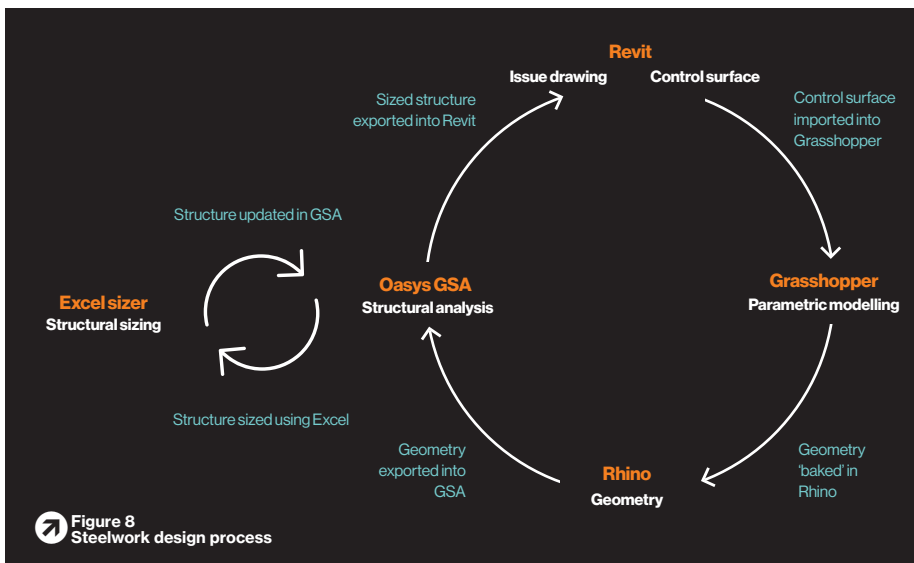 Revit
Issue drawing
Control surface
Sized structure
exported into Revit
Control surface
imported into
Grasshopper
Structure updated in GSA
Excel sizer
Structural sizing
Oasys GSA
Structural analysis
Grasshopper
Parametric modelling
Structure sized using Excel
Geometry
exported into
GSA
Rhino
Geometry
Geometry
‘baked’ in
Rhino
Figure 8
Steelwork design process